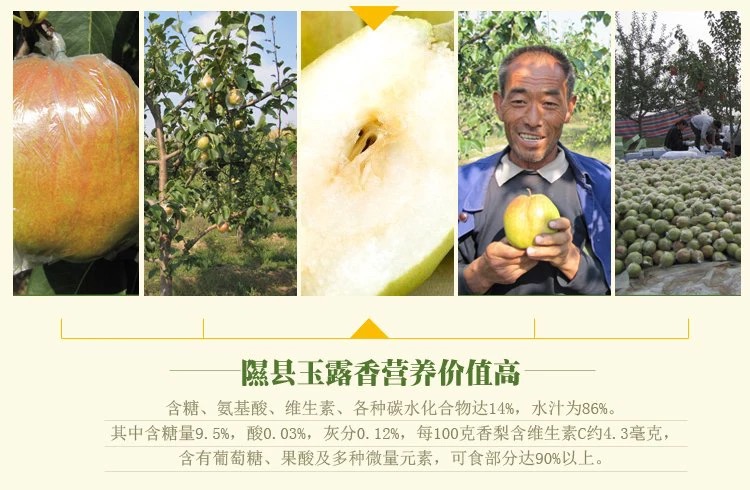 隰县玉露香营养价值高
含糖、氨基酸、维生素、各种碳水化合物达14%，水汁为86%。
其中含糖量9.5%，酸0.03%，灰分0.12%，每100克香梨含维生素C约4.3毫克，
含有葡萄糖、果酸及多种微量元素，可食部分达90%以上。